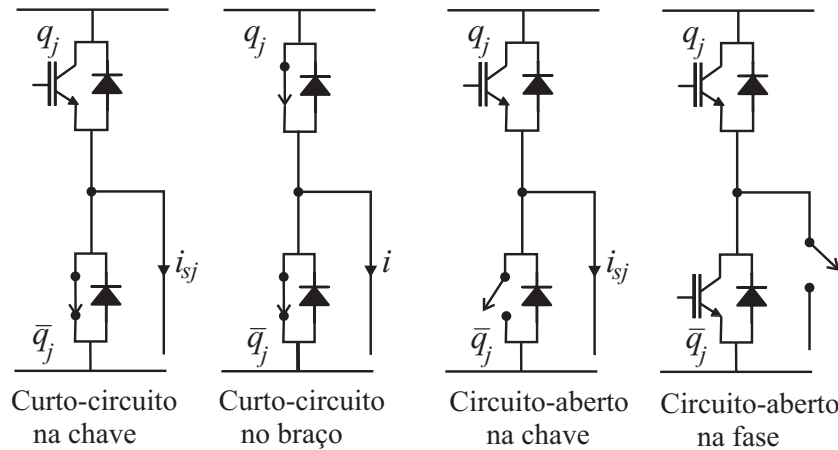 q_j
q_j
q_j
q_j
i_sj
i
i_sj
q̅_j
q̅_j
q̅_j
q̅_j
Curto-circuito
na chave
Curto-circuito
no braço
Circuito-aberto
na chave
Circuito-aberto
na fase